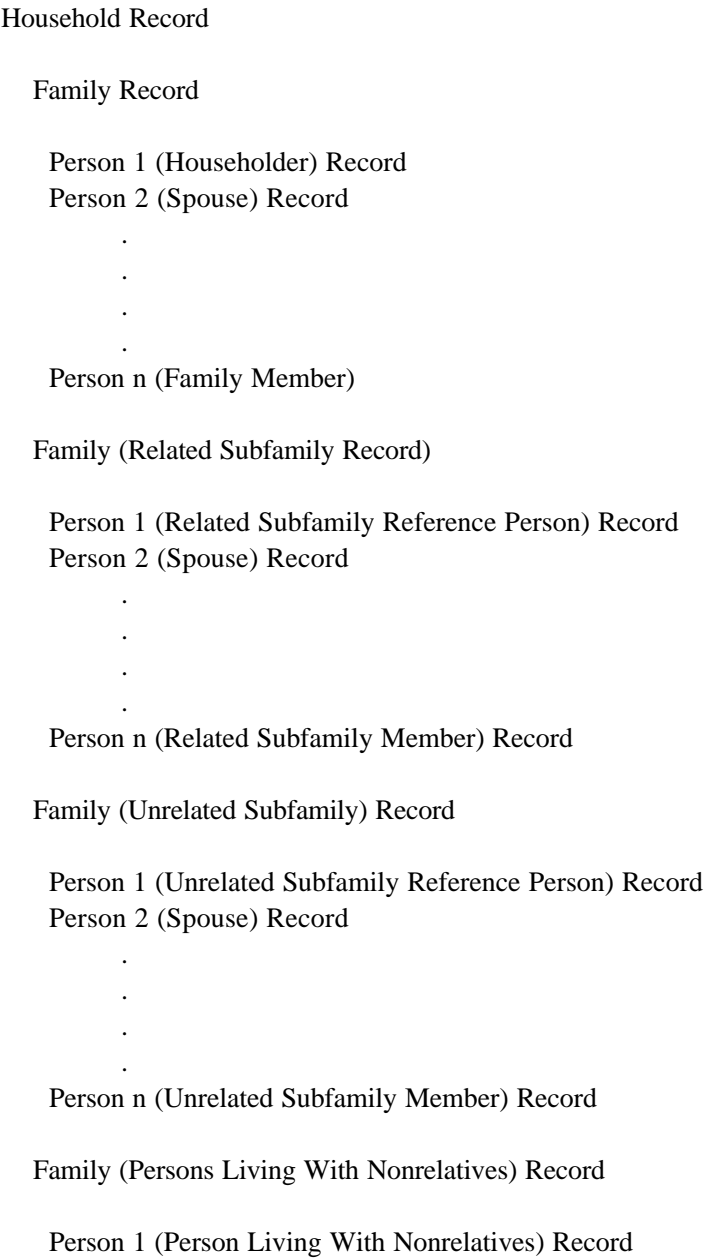 Household Record
Family Record
Person 1 (Householder) Record
Person 2 (Spouse) Record
.
.
.
.
Person n (Family Member)
Family (Related Subfamily Record)
Person 1 (Related Subfamily Reference Person) Record
Person 2 (Spouse) Record
.
.
.
.
Person n (Related Subfamily Member) Record
Family (Unrelated Subfamily) Record
Person 1 (Unrelated Subfamily Reference Person) Record
Person 2 (Spouse) Record
.
.
.
.
Person n (Unrelated Subfamily Member) Record
Family (Persons Living With Nonrelatives) Record
Person 1 (Person Living With Nonrelatives) Record